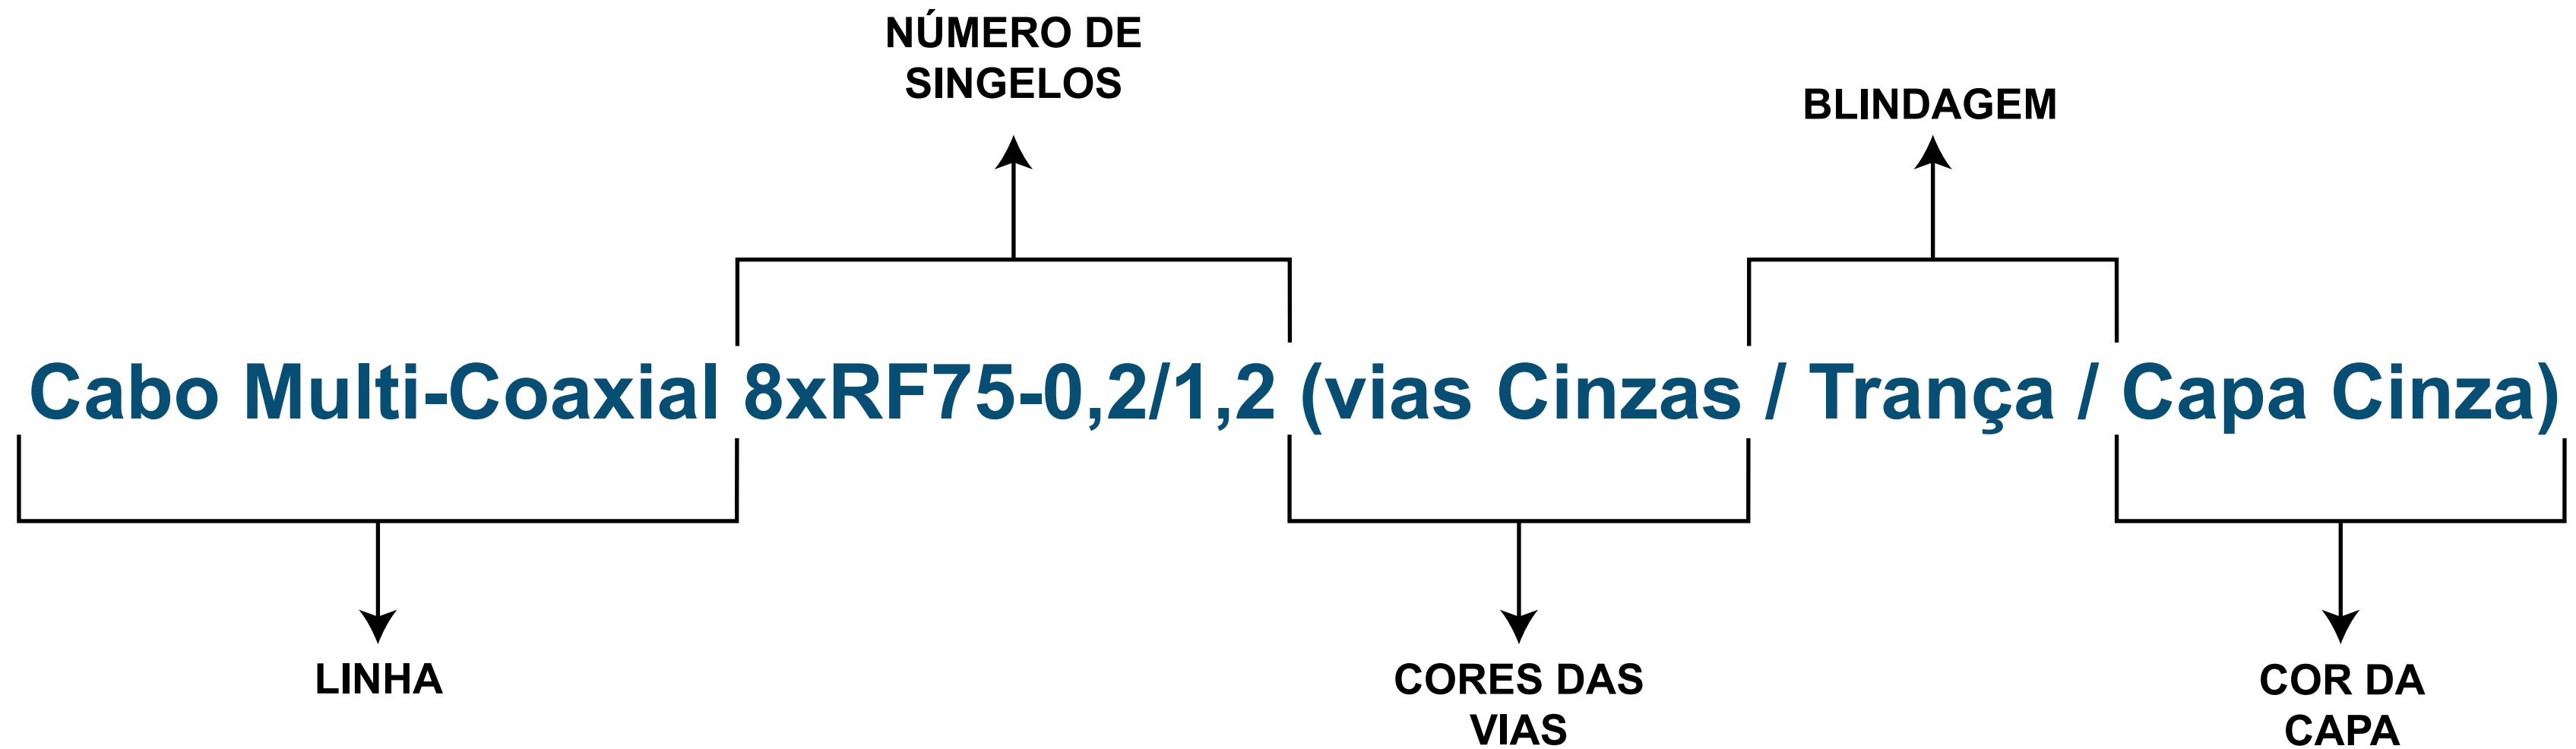 NÚMERO DE
SINGELOS
BLINDAGEM
Cabo Multi-Coaxial 8xRF75-0,2/1,2 (vias Cinzas / Trança / Capa Cinza)
LINHA
CORES DAS
VIAS
COR DA
CAPA